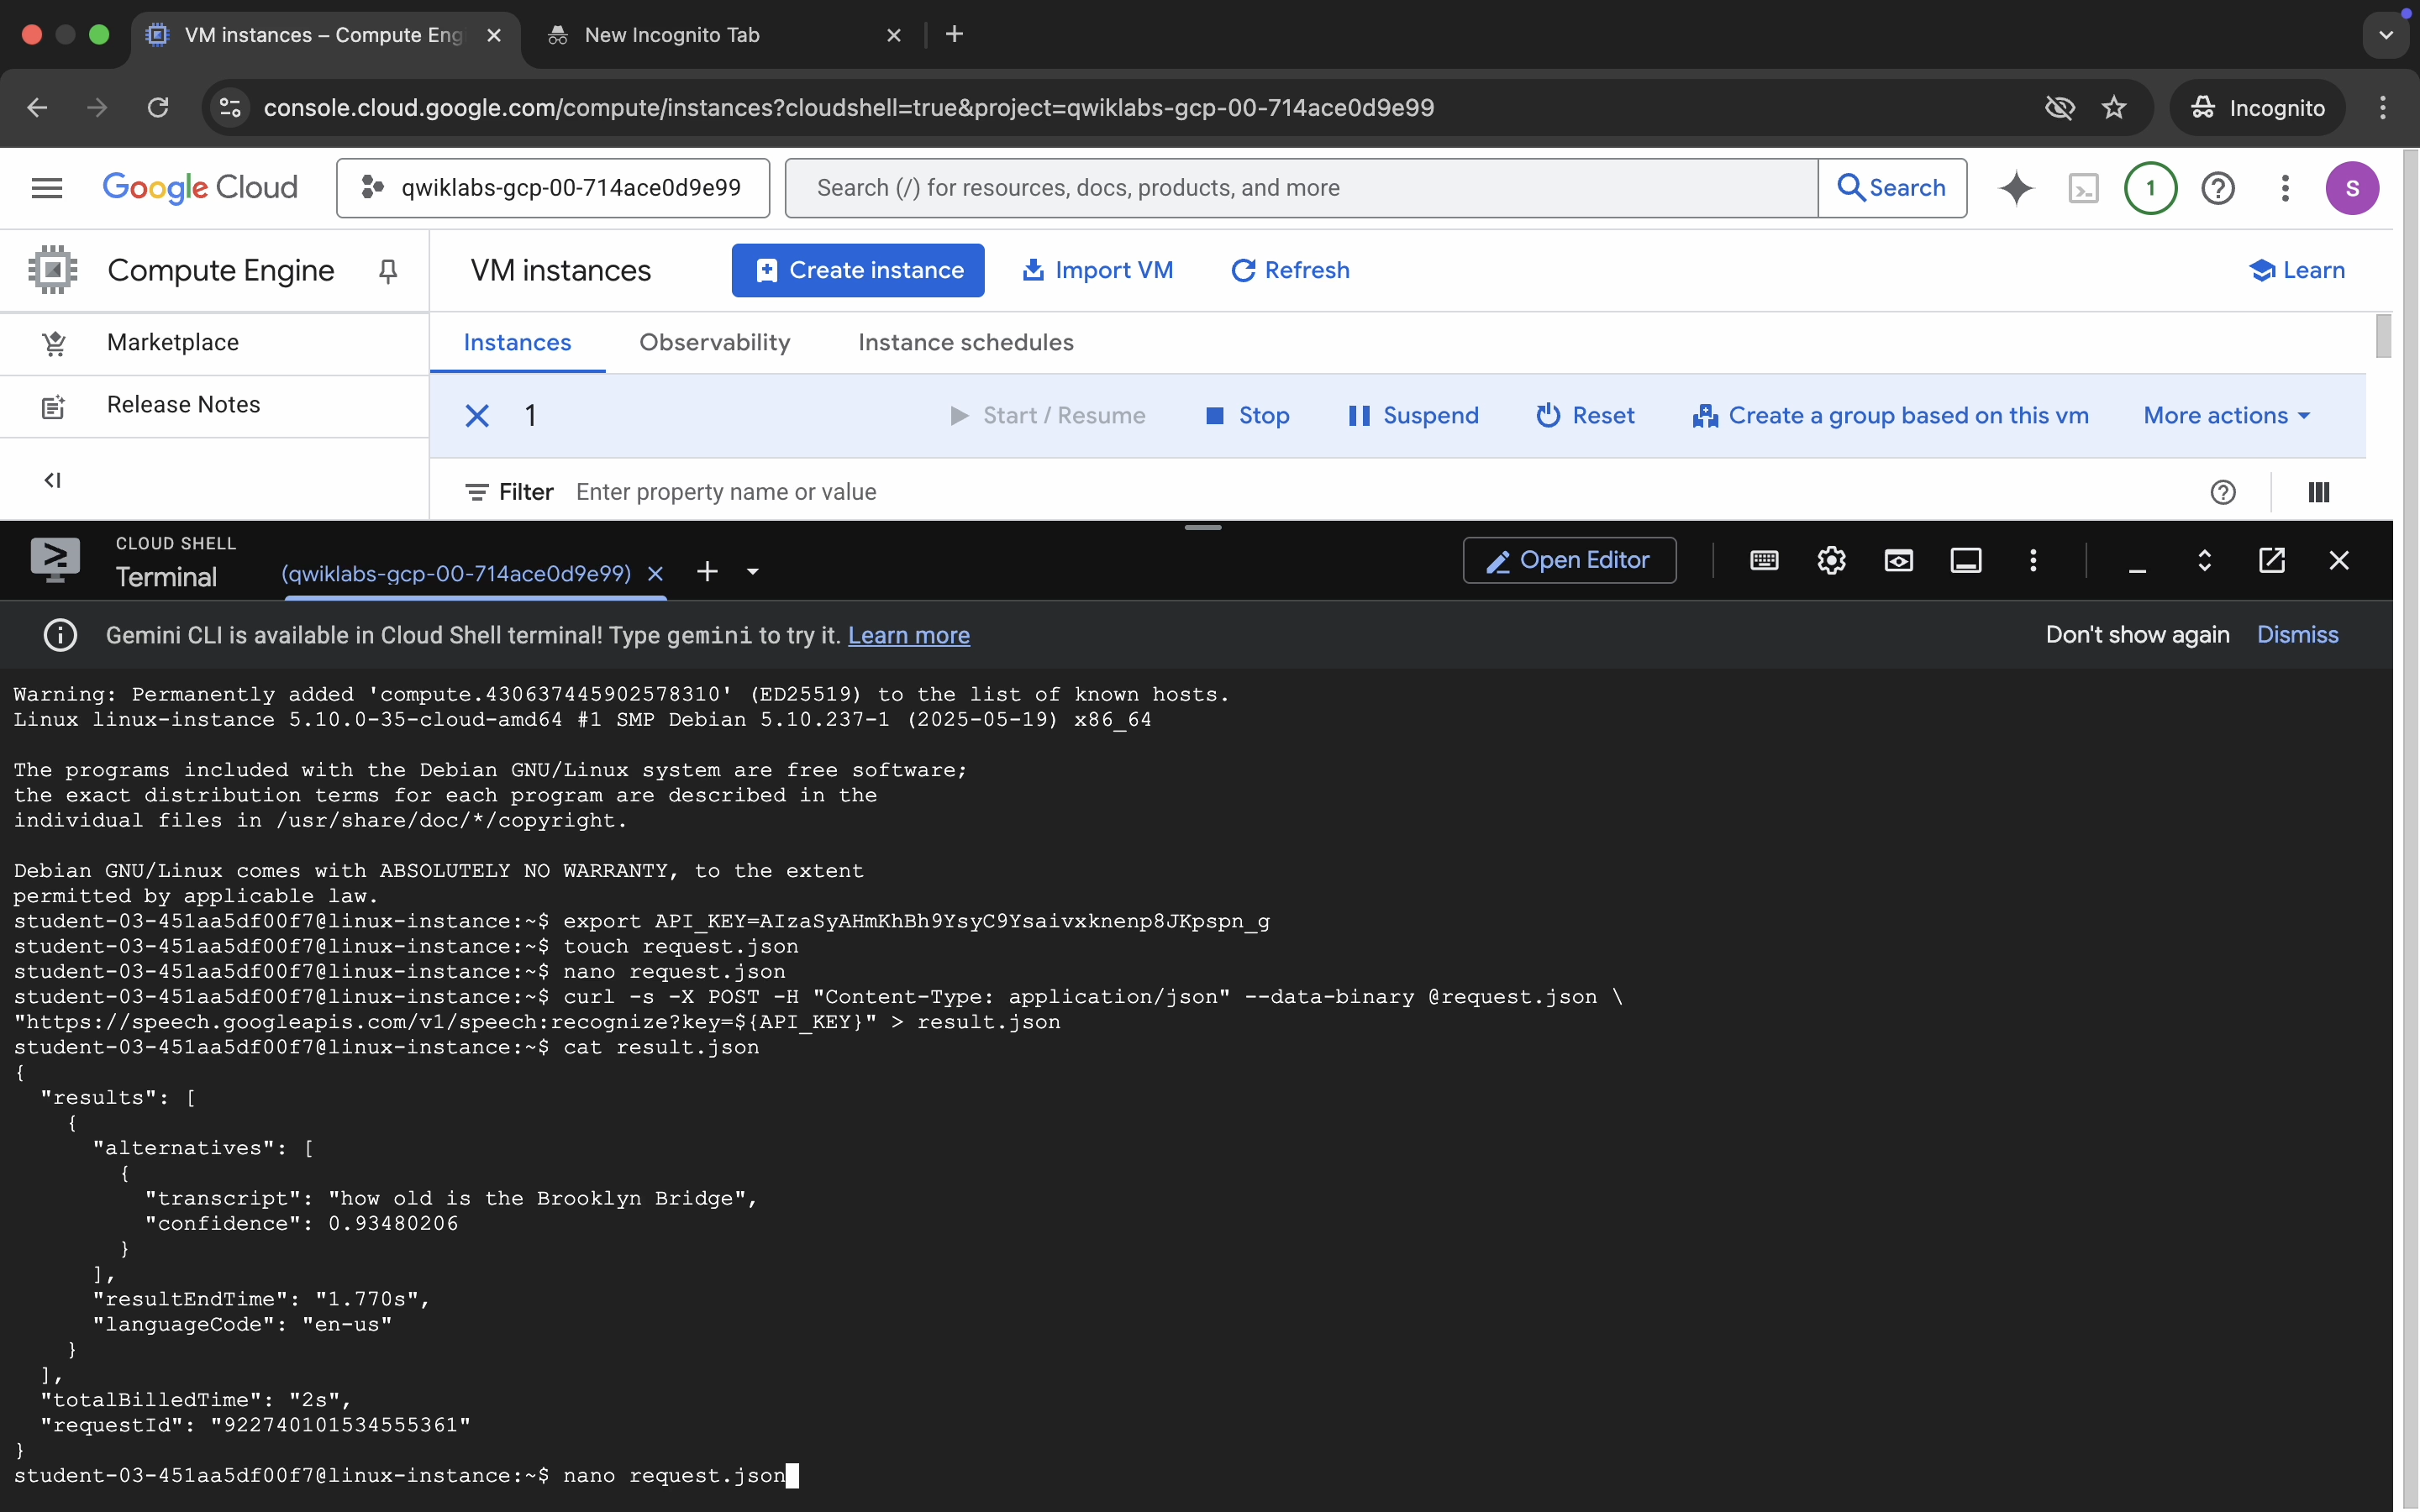 VM instances – Compute Eng
New Incognito Tab
console.cloud.google.com/compute/instances?cloudshell=true&project=qwiklabs-gcp-00-714ace0d9e99
Incognito
Google Cloud
qwiklabs-gcp-00-714ace0d9e99
Search (/) for resources, docs, products, and more
Search
1
S
Compute Engine
VM instances
Create instance
Import VM
Refresh
Learn
Marketplace
Release Notes
Instances
Observability
Instance schedules
1
Start / Resume
Stop
Suspend
Reset
Create a group based on this vm
More actions
Filter Enter property name or value
CLOUD SHELL
Terminal
(qwiklabs-gcp-00-714ace0d9e99)
Open Editor
Gemini CLI is available in Cloud Shell terminal! Type gemini to try it. Learn more
Don't show again
Dismiss
Warning: Permanently added 'compute.430637445902578310' (ED25519) to the list of known hosts.
Linux linux-instance 5.10.0-35-cloud-amd64 #1 SMP Debian 5.10.237-1 (2025-05-19) x86_64
The programs included with the Debian GNU/Linux system are free software;
the exact distribution terms for each program are described in the
individual files in /usr/share/doc/*/copyright.
Debian GNU/Linux comes with ABSOLUTELY NO WARRANTY, to the extent
permitted by applicable law.
student-03-451aa5df00f7@linux-instance:~$ export API_KEY=AIzaSyAHmKhBh9YsyC9Ysaivxknenp8JKpspn_g
student-03-451aa5df00f7@linux-instance:~$ touch request.json
student-03-451aa5df00f7@linux-instance:~$ nano request.json
student-03-451aa5df00f7@linux-instance:~$ curl -s -X POST -H "Content-Type: application/json" --data-binary @request.json \
"https://speech.googleapis.com/v1/speech:recognize?key=${API_KEY}" > result.json
student-03-451aa5df00f7@linux-instance:~$ cat result.json
{
  "results": [
    {
      "alternatives": [
        {
          "transcript": "how old is the Brooklyn Bridge",
          "confidence": 0.93480206
        }
      ],
      "resultEndTime": "1.770s",
      "languageCode": "en-us"
    }
  ],
  "totalBilledTime": "2s",
  "requestId": "922740101534555361"
}
student-03-451aa5df00f7@linux-instance:~$ nano request.json